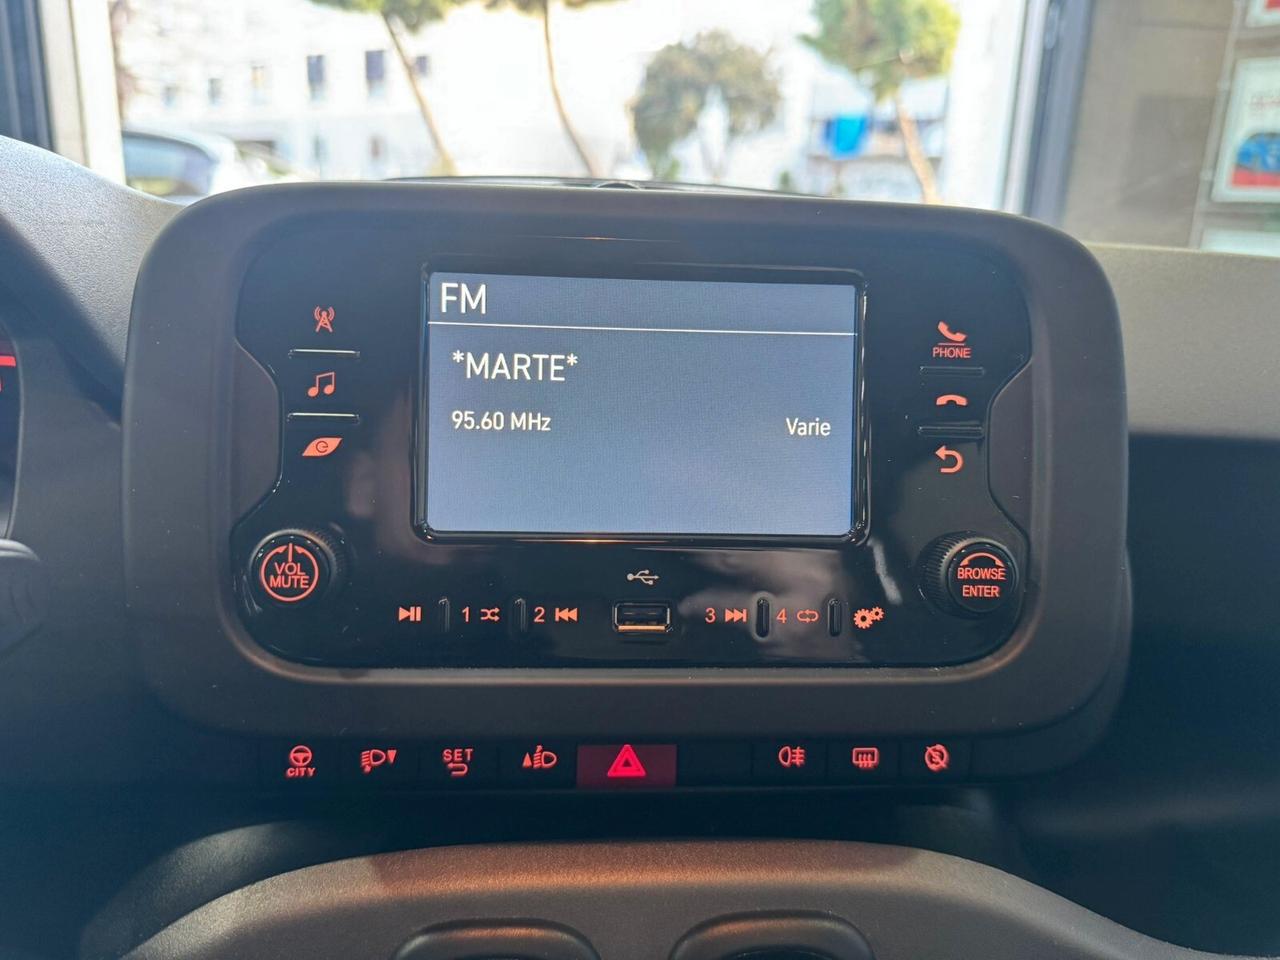 FM
*MARTE*
95.60 MHz Varie
PHONE
VOL
MUTE
BROWSE
ENTER
1 2 3 4
CITY
SET